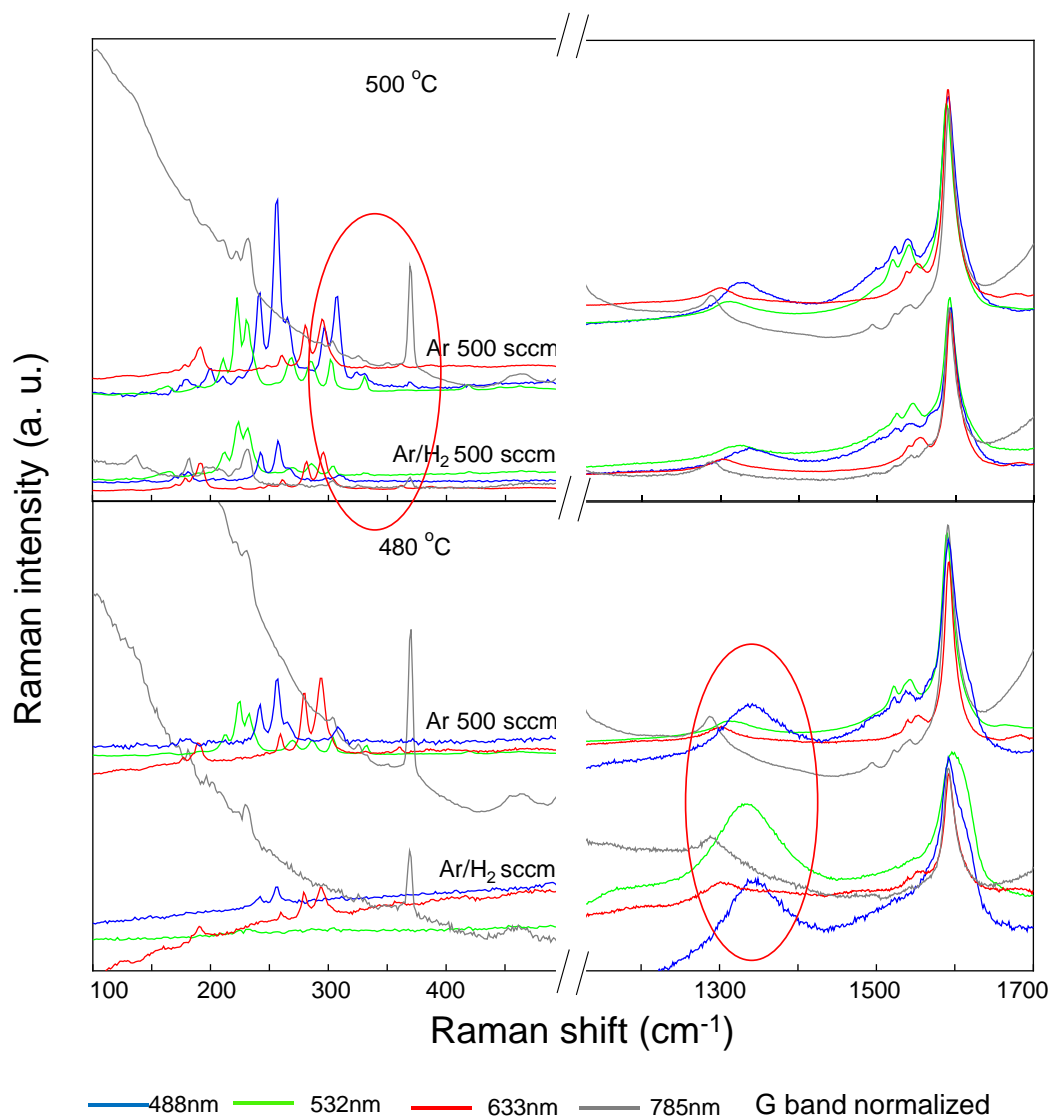 500 °C
Ar 500 sccm
Ar/H₂ 500 sccm
480 °C
Ar 500 sccm
Ar/H₂ sccm
Raman intensity (a. u.)
100 200 300 400 1300 1500 1700
Raman shift (cm⁻¹)
488nm 532nm 633nm 785nm G band normalized